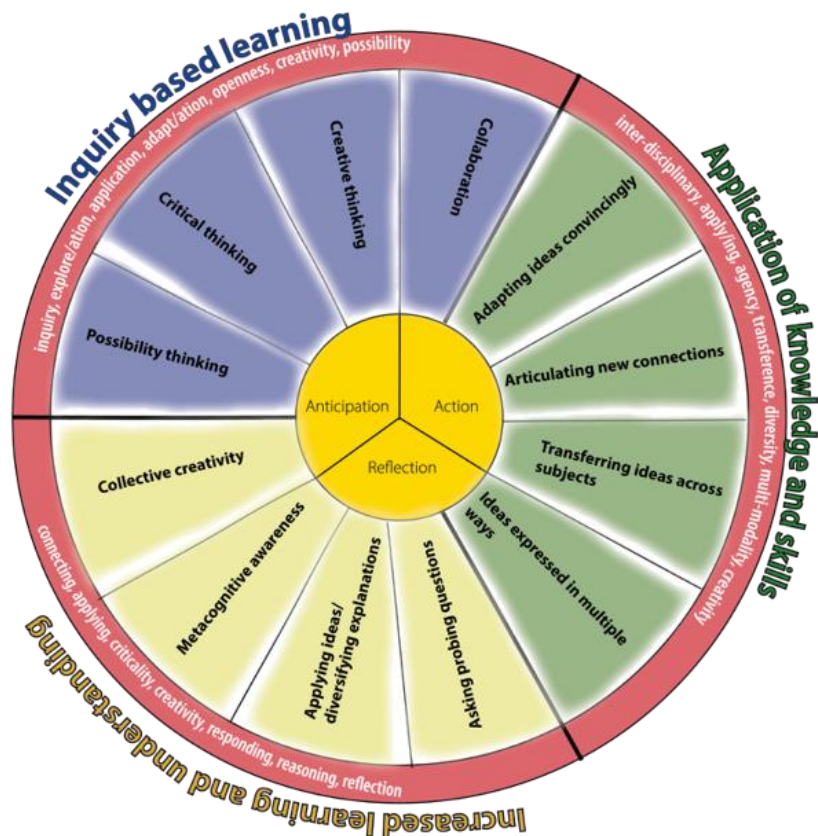 Inquiry based learning
inquiry, explore/ation, application, adapt/ation, openness, creativity, possibility
Possibility thinking
Critical thinking
Creative
thinking
Collaboration
Application of knowledge and skills
inter-disciplinary, apply/ing, agency, transference, diversity, multi-modality, creativity
Adapting ideas convincingly
Articulating new connections
Transferring ideas across
subjects
Ideas expressed in multiple
ways
Increased learning and understanding
connecting, applying, criticality, creativity, responding, reasoning, reflection
Collective creativity
Metacognitive awareness
Applying ideas/
diversifying explanations
Asking probing questions
Anticipation
Action
Reflection